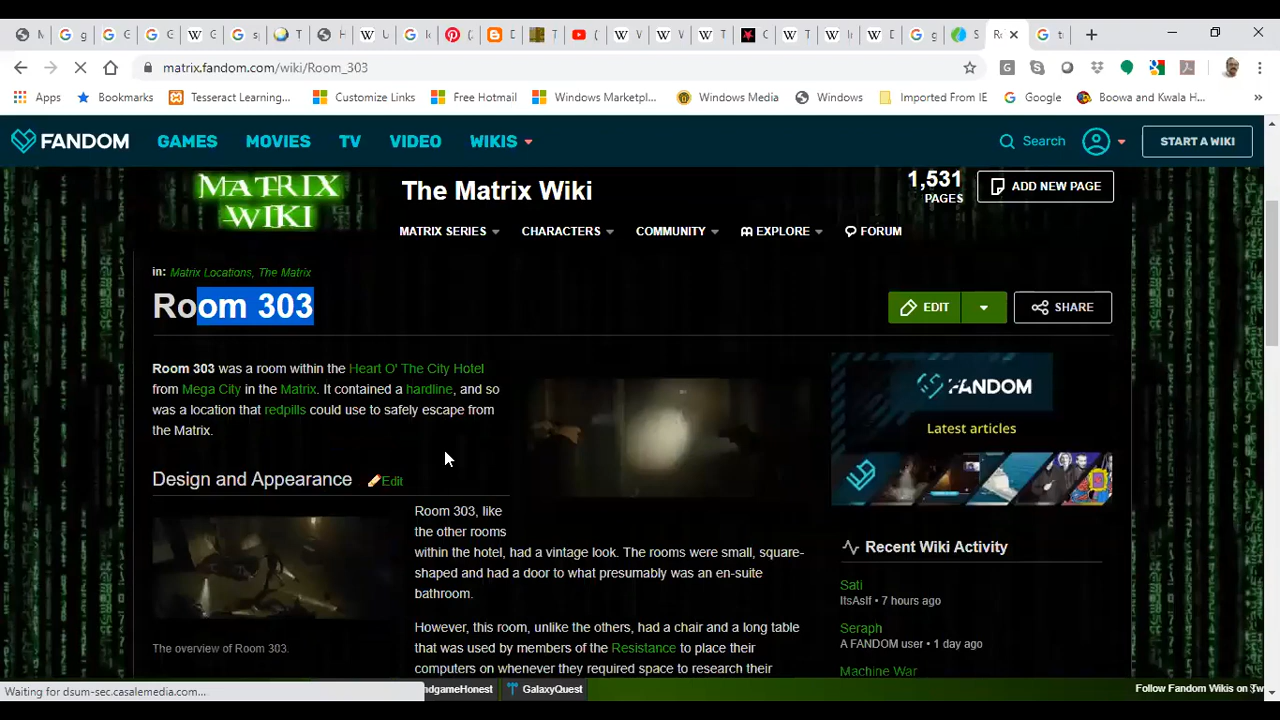 M
g
G
G
W
G
s
T
H
U
G
Ic
(
D
T
(
W
W
T
C
T
W
Ir
W
D
G
g
S
Ro
G
t
matrix.fandom.com/wiki/Room_303
Apps
Bookmarks
Tesseract Learning...
Customize Links
Free Hotmail
Windows Marketpl...
Windows Media
Windows
Imported From IE
Google
Boowa and Kwala H...
»
FANDOM
GAMES
MOVIES
TV
VIDEO
WIKIS
Search
START A WIKI
MATRIX
WIKI
The Matrix Wiki
1,531
PAGES
ADD NEW PAGE
MATRIX SERIES
CHARACTERS
COMMUNITY
EXPLORE
FORUM
in: Matrix Locations, The Matrix
Room 303
EDIT
SHARE
Room 303 was a room within the Heart O' The City Hotel
from Mega City in the Matrix. It contained a hardline, and so
was a location that redpills could use to safely escape from
the Matrix.
FANDOM
Latest articles
Design and Appearance
Edit
Room 303, like
the other rooms
within the hotel, had a vintage look. The rooms were small, square-
shaped and had a door to what presumably was an en-suite
bathroom.
However, this room, unlike the others, had a chair and a long table
that was used by members of the Resistance to place their
computers on whenever they required space to research their
The overview of Room 303.
Recent Wiki Activity
Sati
ItsAsIf • 7 hours ago
Seraph
A FANDOM user • 1 day ago
Machine War
Waiting for dsum-sec.casalemedia.com...
ndgameHonest
GalaxyQuest
Follow Fandom Wikis on Tw